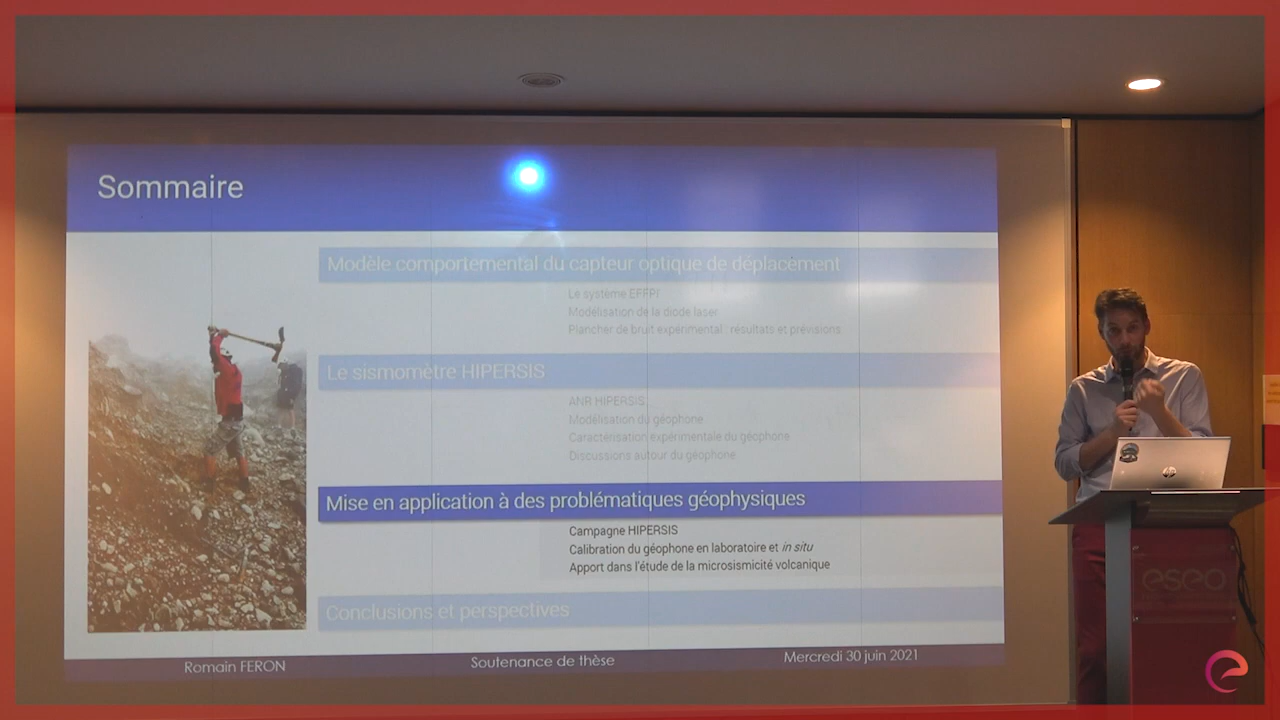 Sommaire
Modèle comportemental du capteur optique de déplacement
Le système EFFPI
Modélisation de la diode laser
Plancher de bruit expérimental : résultats et prévisions
Le sismomètre HIPERSIS
ANR HIPERSIS
Modélisation du géophone
Caractérisation expérimentale du géophone
Discussions autour du géophone
Mise en application à des problématiques géophysiques
Campagne HIPERSIS
Calibration du géophone en laboratoire et in situ
Apport dans l'étude de la microsismicité volcanique
Conclusions et perspectives
Romain FERON
Soutenance de thèse
Mercredi 30 juin 2021
hp
eseo
e